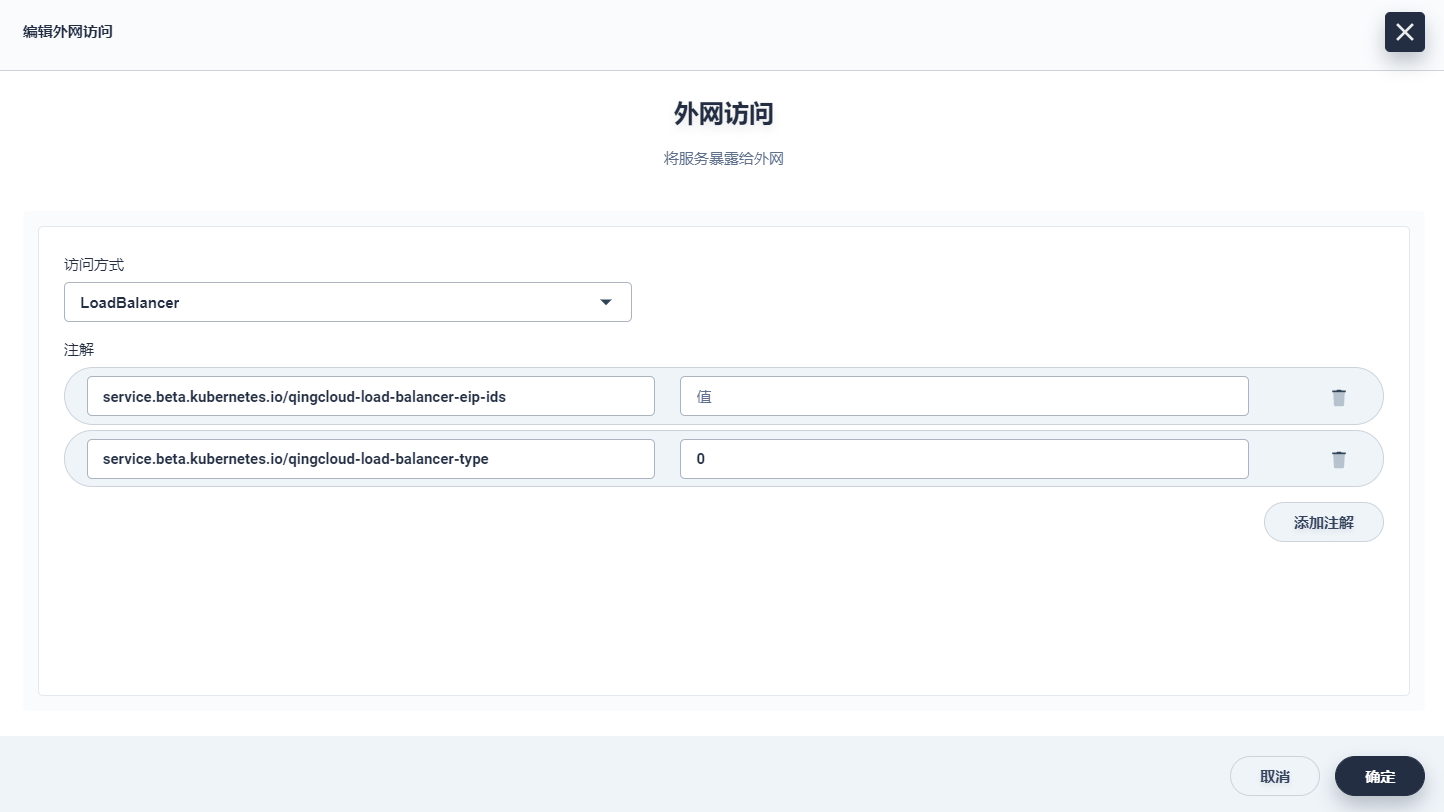 编辑外网访问
外网访问
将服务暴露给外网
访问方式
LoadBalancer
注解
service.beta.kubernetes.io/qingcloud-load-balancer-eip-ids
值
service.beta.kubernetes.io/qingcloud-load-balancer-type
0
添加注解
取消
确定